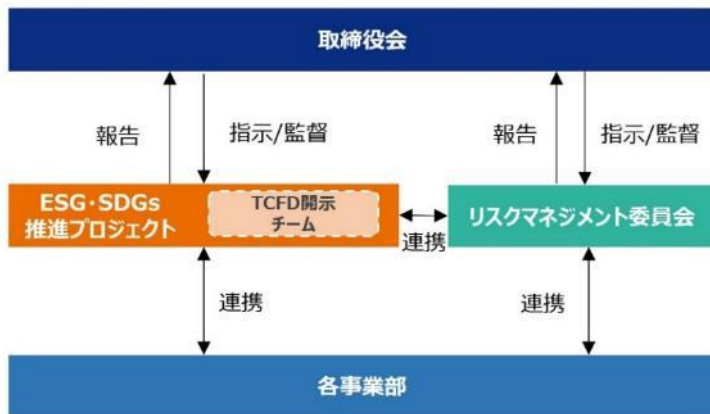 取締役会
報告
指示/監督
報告
指示/監督
ESG・SDGs
推進プロジェクト
TCFD開示
チーム
連携
リスクマネジメント委員会
連携
連携
各事業部